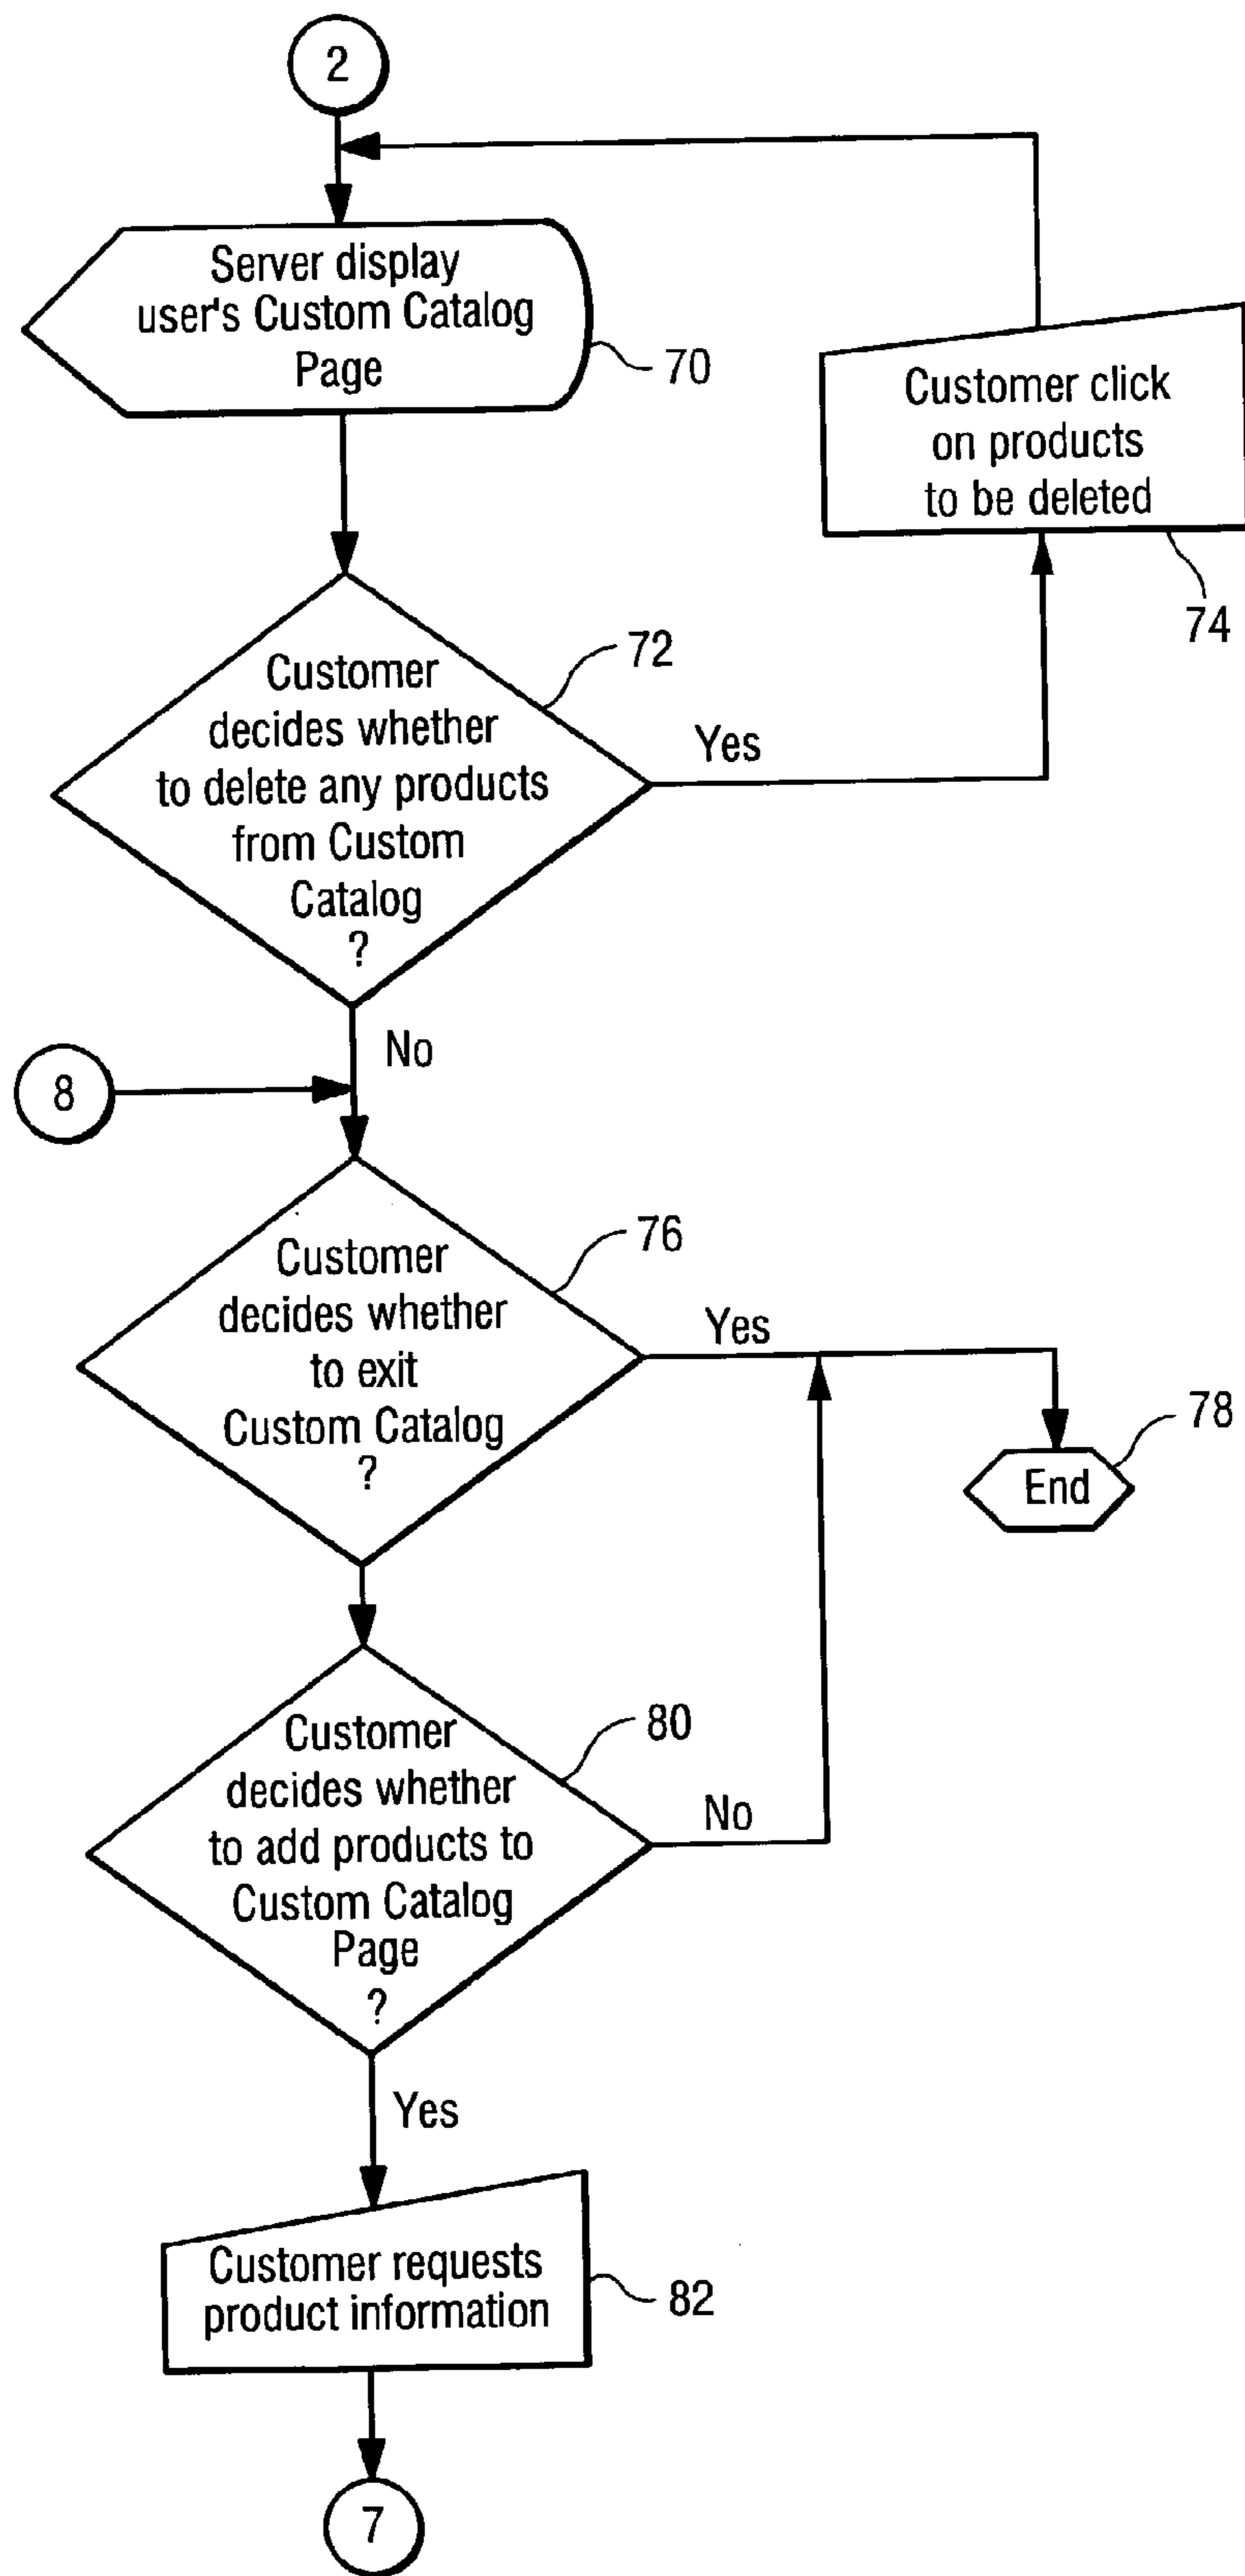 2
Server display
user's Custom Catalog
Page
70
Customer click
on products
to be deleted
74
72
Customer
decides whether
to delete any products
from Custom
Catalog
?
Yes
No
8
76
Customer
decides whether
to exit
Custom Catalog
?
Yes
78
End
80
Customer
decides whether
to add products to
Custom Catalog
Page
?
No
Yes
Customer requests
product information
82
7